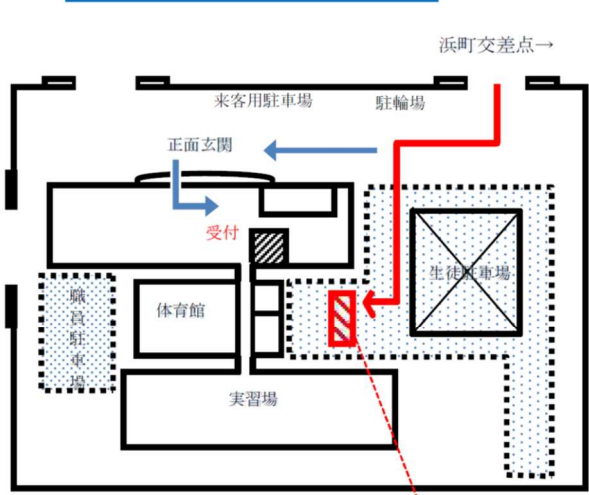 浜町交差点→
来客用駐車場
駐輪場
正面玄関
受付
生徒駐車場
職員駐車場
体育館
実習場